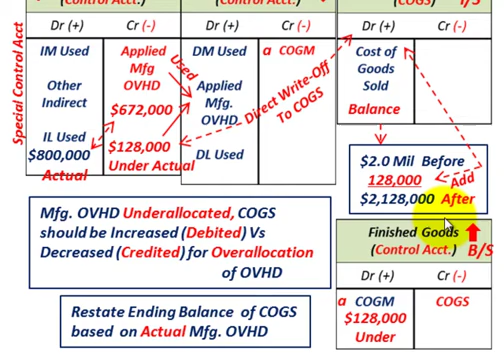 (Control Acct.)
(Control Acct.)
(COGS)
I/S
Special Control Acct
Dr (+) Cr (-)
IM Used
Other
Indirect
IL Used
$800,000
Actual
Applied
Mfg
OVHD
$672,000
$128,000
Under Actual
Used
Dr (+) Cr (-)
DM Used
Applied
Mfg.
OVHD
DL Used
a COGM
Direct Write-Off
To COGS
Dr (+) Cr (-)
Cost of
Goods
Sold
Balance
$2.0 Mil Before
128,000 Add
$2,128,000 After
Mfg. OVHD Underallocated, COGS
should be Increased (Debited) Vs
Decreased (Credited) for Overallocation
of OVHD
Restate Ending Balance of COGS
based on Actual Mfg. OVHD
Finished Goods
(Control Acct.) B/S
Dr (+) Cr (-)
a COGM COGS
$128,000
Under